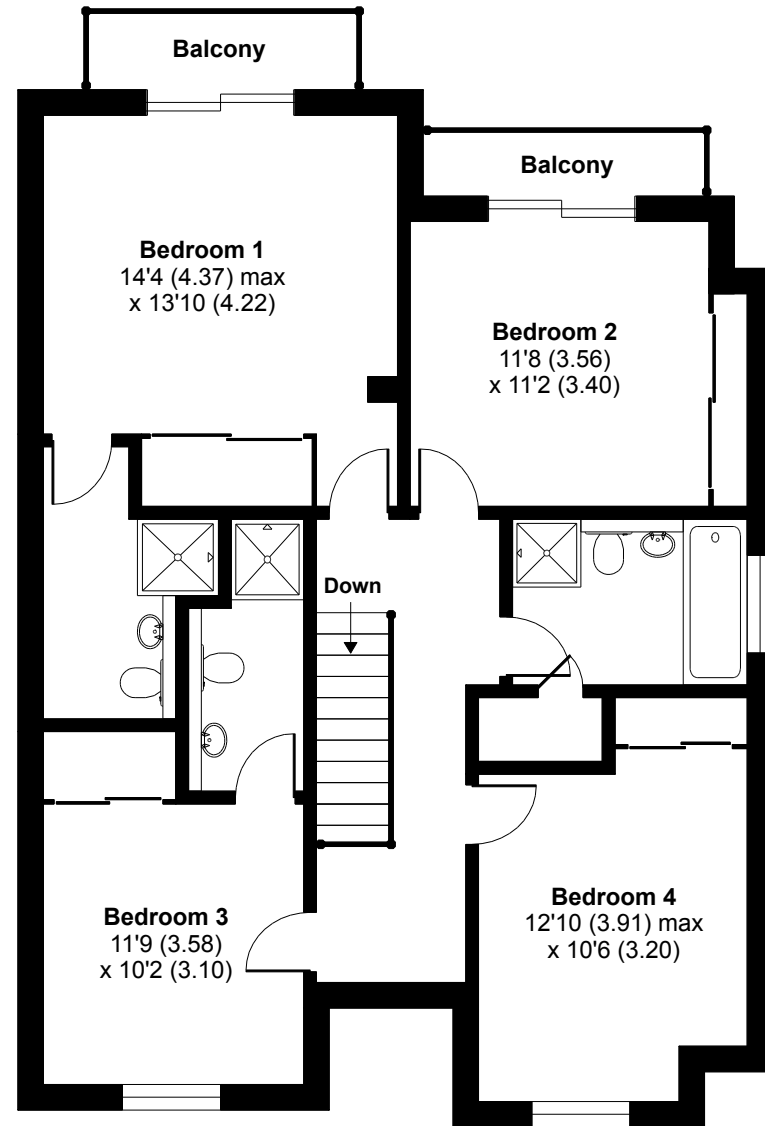 Balcony
Balcony
Bedroom 1
14'4 (4.37) max
x 13'10 (4.22)
Bedroom 2
11'8 (3.56)
x 11'2 (3.40)
Down
Bedroom 3
11'9 (3.58)
x 10'2 (3.10)
Bedroom 4
12'10 (3.91) max
x 10'6 (3.20)